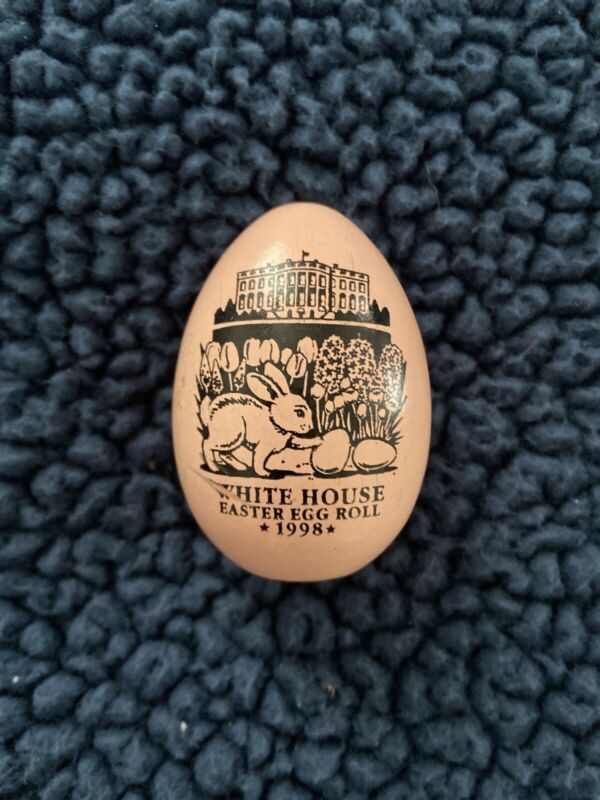 WHITE HOUSE
EASTER EGG ROLL
★ 1998 ★